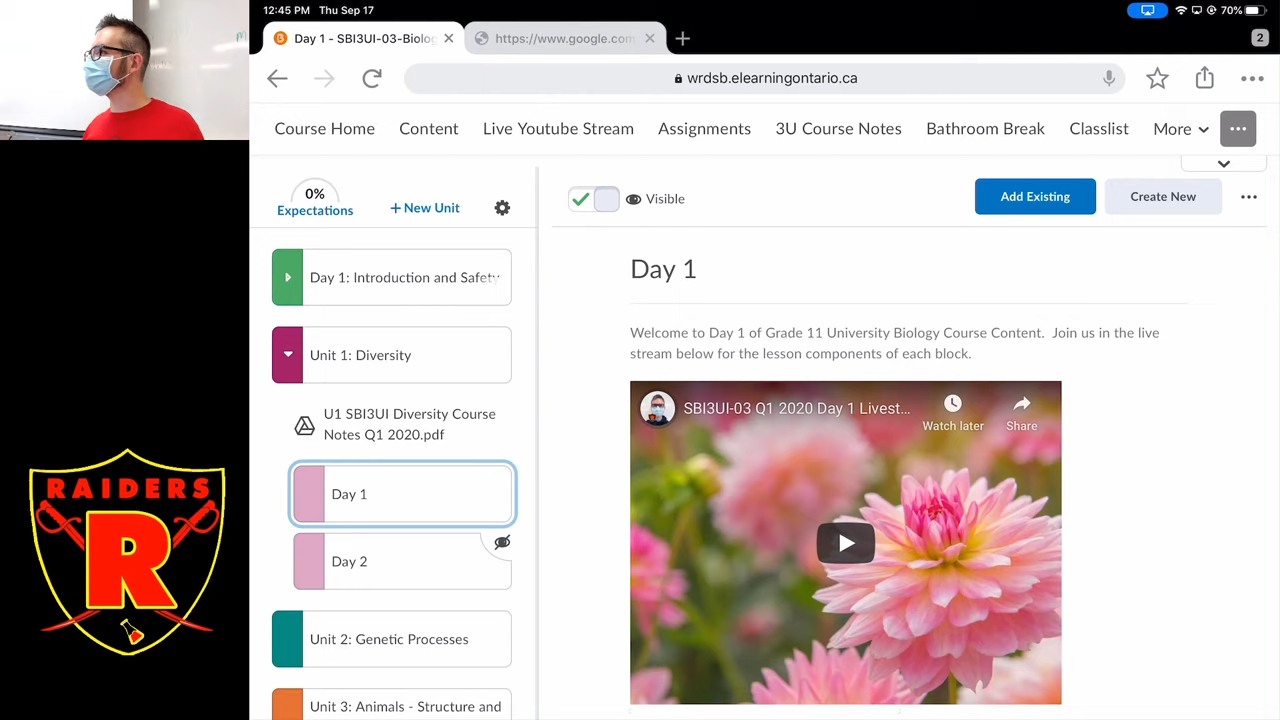 12:45 PM Thu Sep 17
70%
Day 1 - SBI3UI-03-Biolog
https://www.google.com
2
wrdsb.elearningontario.ca
Course Home Content Live Youtube Stream Assignments 3U Course Notes Bathroom Break Classlist More
0%
Expectations
+ New Unit
Visible
Add Existing
Create New
Day 1: Introduction and Safety
Unit 1: Diversity
U1 SBI3UI Diversity Course
Notes Q1 2020.pdf
Day 1
Day 2
Unit 2: Genetic Processes
Unit 3: Animals - Structure and
Day 1
Welcome to Day 1 of Grade 11 University Biology Course Content. Join us in the live
stream below for the lesson components of each block.
SBI3UI-03 Q1 2020 Day 1 Livest...
Watch later
Share
RAIDERS
R